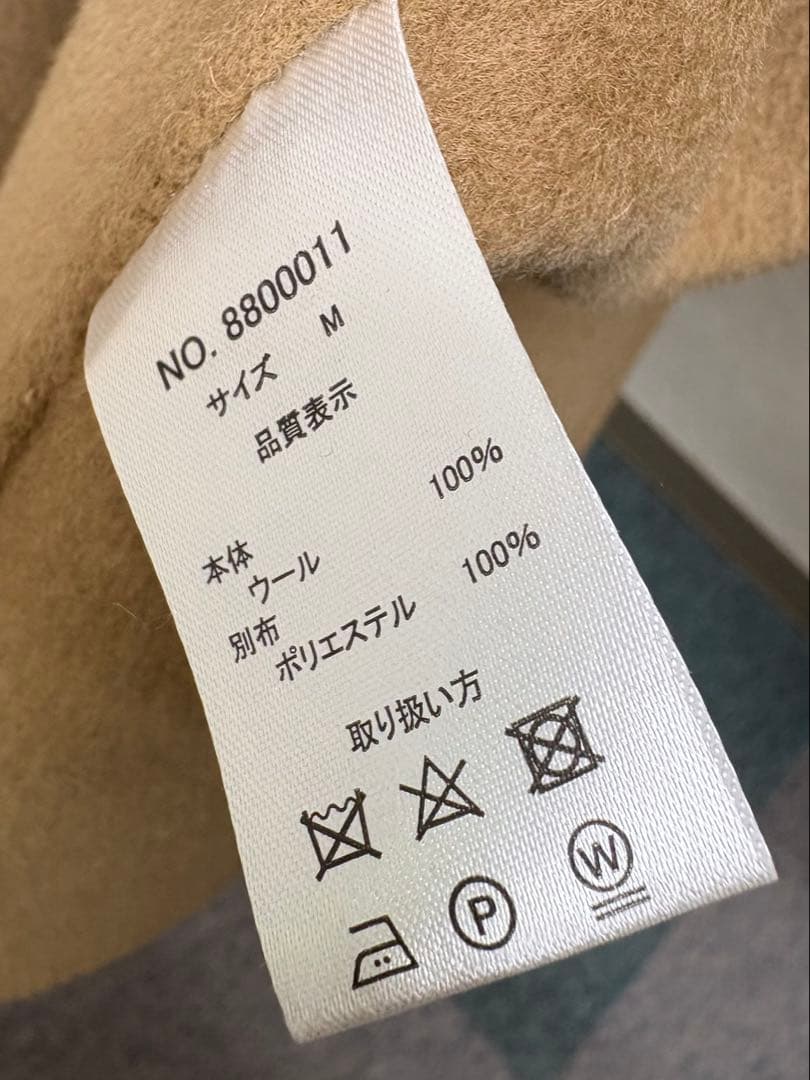 NO. 8800011
サイズ M
品質表示
本体
ウール 100%
別布
ポリエステル 100%
取り扱い方
P W